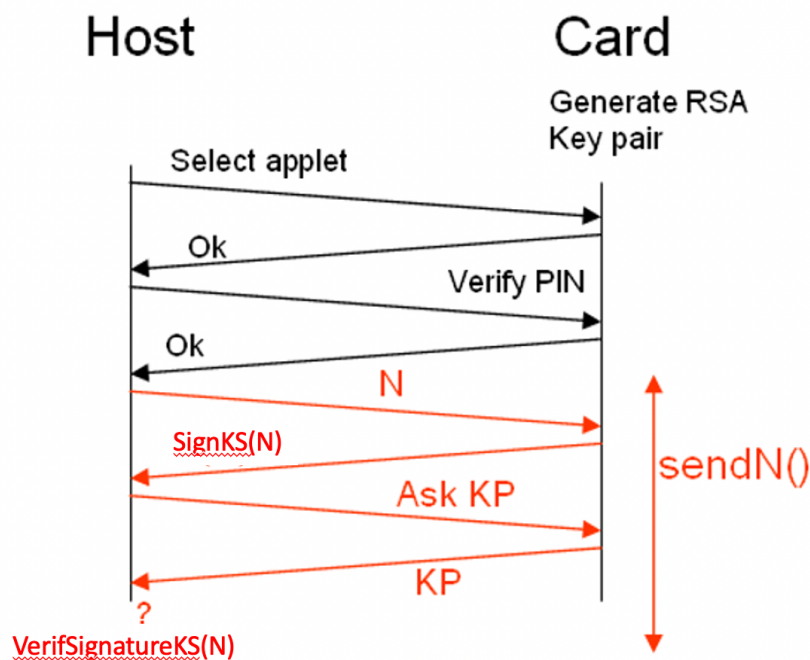 Host
Card
Generate RSA
Key pair
Select applet
Ok
Verify PIN
Ok
N
SignKS(N)
sendN()
Ask KP
KP
?
VerifSignatureKS(N)